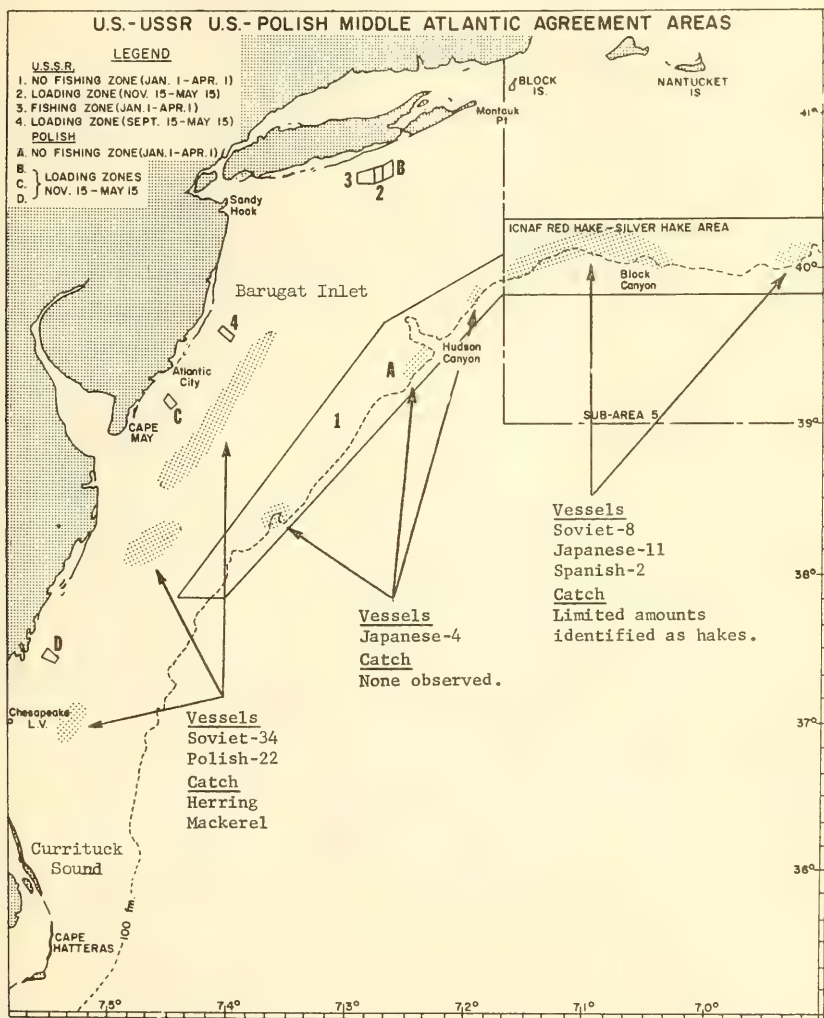 U.S.-USSR U.S.-POLISH MIDDLE ATLANTIC AGREEMENT AREAS
LEGEND
U.S.S.R.
1. NO FISHING ZONE (JAN. 1-APR. 1)
2. LOADING ZONE (NOV. 15-MAY 15)
3. FISHING ZONE (JAN. 1-APR. 1)
4. LOADING ZONE (SEPT. 15-MAY 15)
POLISH
A. NO FISHING ZONE (JAN. 1-APR. 1)
B.
C. } LOADING ZONES
D. NOV. 15-MAY 15
BLOCK
IS.
NANTUCKET
IS
Montauk
Pt
41°
3
2
B
Sandy
Hook
ICNAF RED HAKE-SILVER HAKE AREA
40°
Block
Canyon
Barugat Inlet
4
Hudson
Canyon
A
Atlantic
City
C
CAPE
MAY
1
SUB-AREA 5
39°
Vessels
Soviet-8
Japanese-11
Spanish-2
Catch
Limited amounts
identified as hakes.
38°
Vessels
Japanese-4
Catch
None observed.
D
Chesapeake
L.V.
37°
Vessels
Soviet-34
Polish-22
Catch
Herring
Mackerel
Currituck
Sound
36°
100 f.
CAPE
HATTERAS
75°
74°
73°
72°
71°
70°